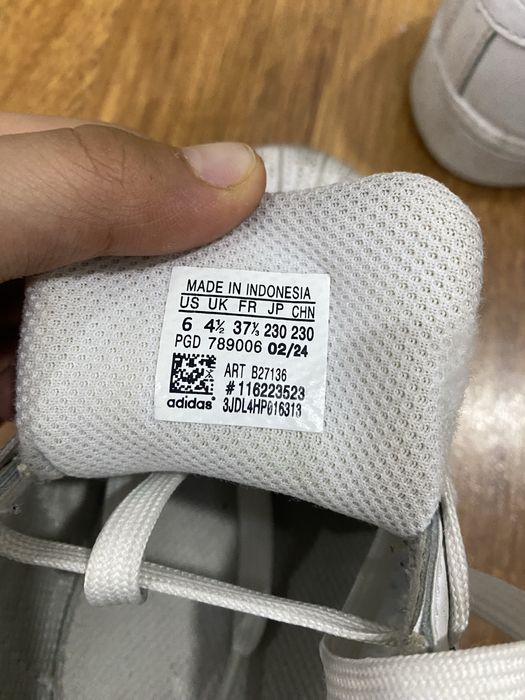 MADE IN INDONESIA
US UK FR JP CHN
6 4½ 37⅓ 230 230
PGD 789006 02/24
ART B27136
#116223523
adidas® 3JDL4HP016313